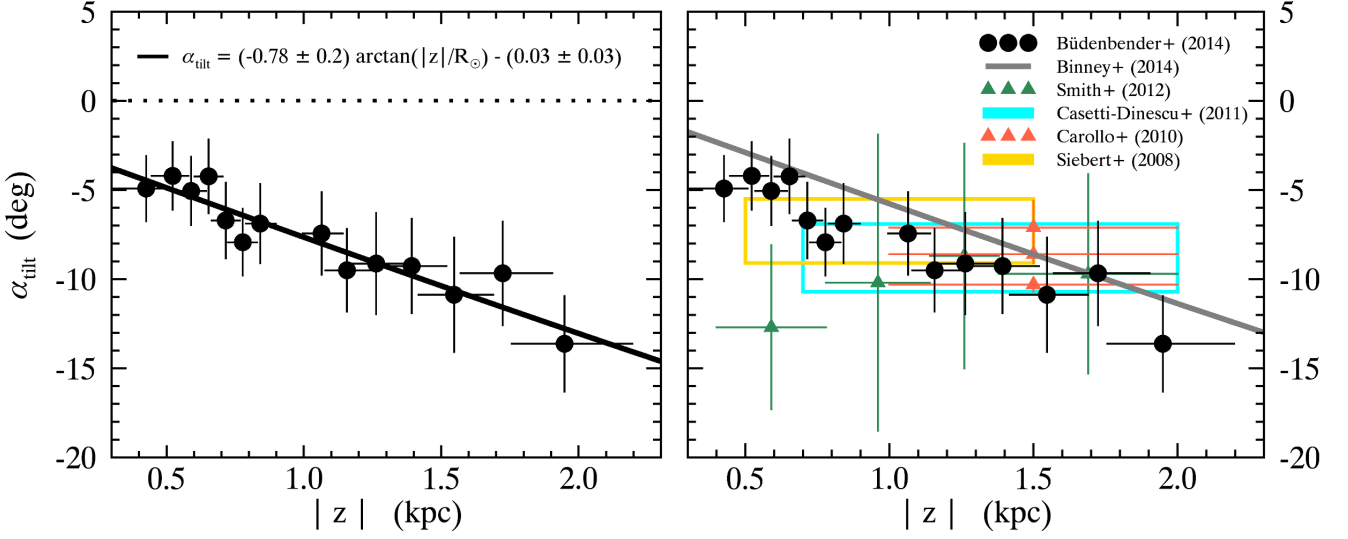 α_tilt = (-0.78 ± 0.2) arctan(|z|/R_☉) - (0.03 ± 0.03)
5
0
-5
-10
-15
-20
α_tilt (deg)
0.5 1.0 1.5 2.0
| z | (kpc)
Büdenbender+ (2014)
Binney+ (2014)
Smith+ (2012)
Casetti-Dinescu+ (2011)
Carollo+ (2010)
Siebert+ (2008)
5
0
-5
-10
-15
-20
0.5 1.0 1.5 2.0
| z | (kpc)